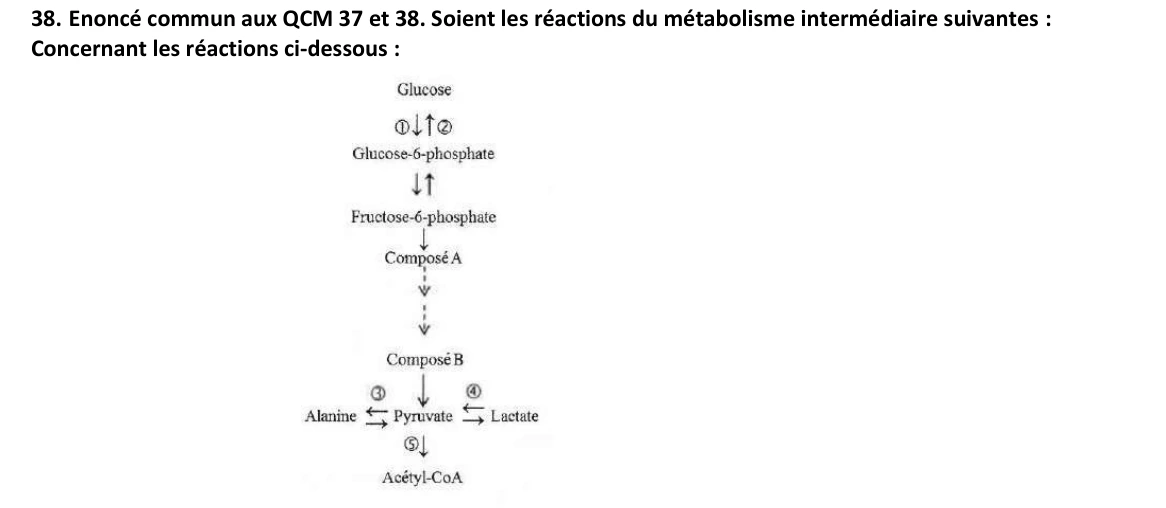 38. Enoncé commun aux QCM 37 et 38. Soient les réactions du métabolisme intermédiaire suivantes :
Concernant les réactions ci-dessous :
Glucose
①↓↑②
Glucose-6-phosphate
↓↑
Fructose-6-phosphate
↓
Composé A
Composé B
③ ↓ ④
Alanine ⇆ Pyruvate ⇆ Lactate
⑤↓
Acétyl-CoA